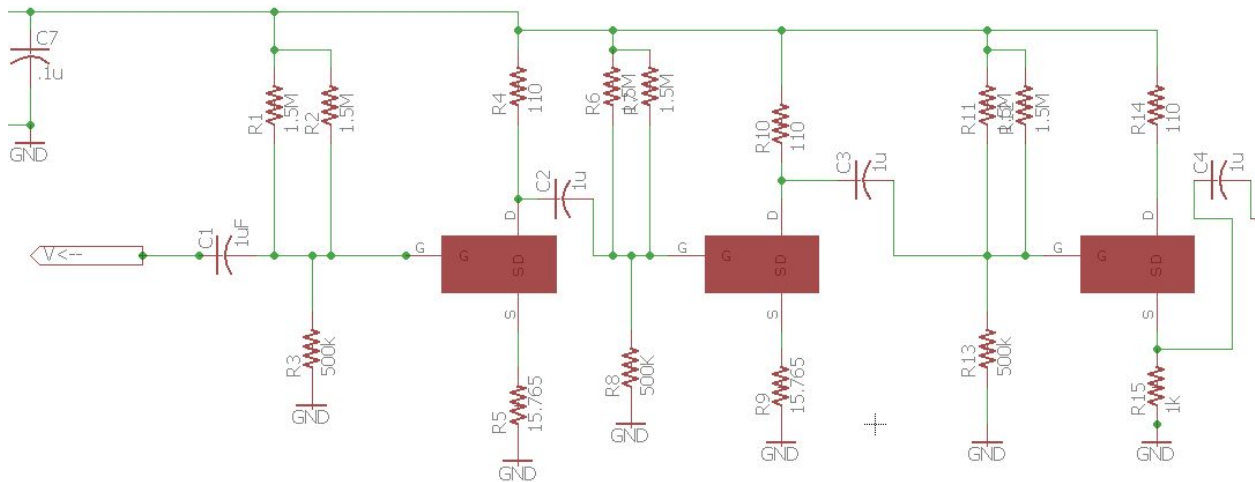 C7
.1u
GND
V<--
C1
1uF
R1
1.5M
R2
1.5M
R3
500k
GND
R4
110
G
G
D
SD
S
R5
15.765
GND
C2
1u
R6
1.5M
R8
500K
GND
R10
110
G
G
D
SD
S
R9
15.765
GND
C3
1u
R11
1.5M
R13
500k
GND
R14
110
G
G
D
SD
S
R15
1k
GND
C4
1u